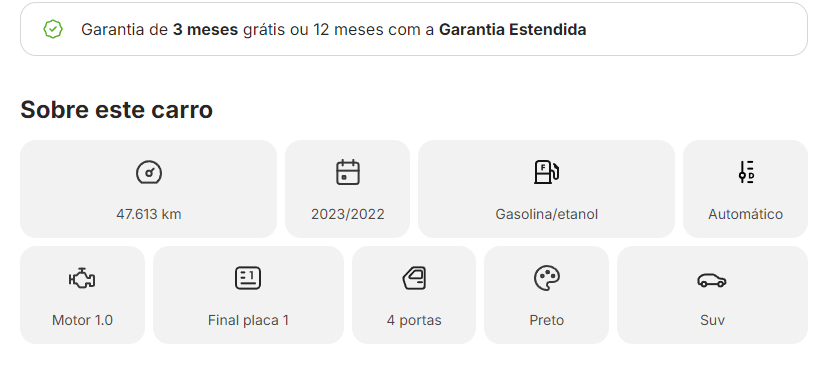 Garantia de 3 meses grátis ou 12 meses com a Garantia Estendida
Sobre este carro
47.613 km
2023/2022
F
Gasolina/etanol
D
Automático
Motor 1.0
1
Final placa 1
4 portas
Preto
Suv